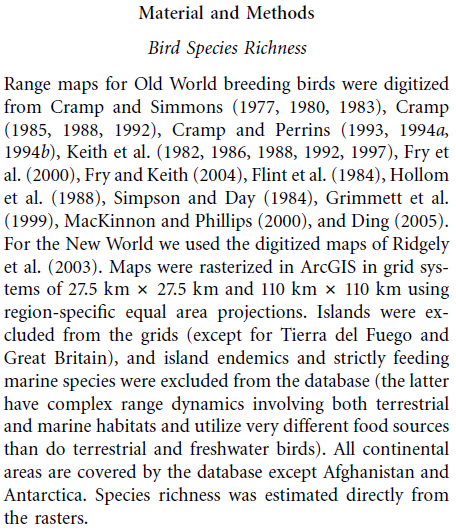 Material and Methods
Bird Species Richness
Range maps for Old World breeding birds were digitized
from Cramp and Simmons (1977, 1980, 1983), Cramp
(1985, 1988, 1992), Cramp and Perrins (1993, 1994a,
1994b), Keith et al. (1982, 1986, 1988, 1992, 1997), Fry et
al. (2000), Fry and Keith (2004), Flint et al. (1984), Hollom
et al. (1988), Simpson and Day (1984), Grimmett et al.
(1999), MacKinnon and Phillips (2000), and Ding (2005).
For the New World we used the digitized maps of Ridgely
et al. (2003). Maps were rasterized in ArcGIS in grid sys-
tems of 27.5 km × 27.5 km and 110 km × 110 km using
region-specific equal area projections. Islands were ex-
cluded from the grids (except for Tierra del Fuego and
Great Britain), and island endemics and strictly feeding
marine species were excluded from the database (the latter
have complex range dynamics involving both terrestrial
and marine habitats and utilize very different food sources
than do terrestrial and freshwater birds). All continental
areas are covered by the database except Afghanistan and
Antarctica. Species richness was estimated directly from
the rasters.